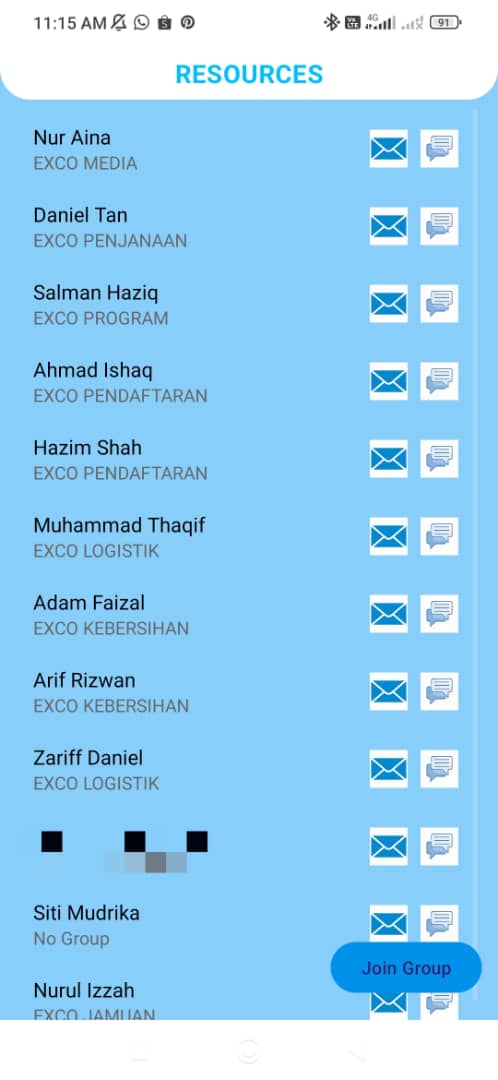 11:15 AM
4G
91
RESOURCES
Nur Aina
EXCO MEDIA
Daniel Tan
EXCO PENJANAAN
Salman Haziq
EXCO PROGRAM
Ahmad Ishaq
EXCO PENDAFTARAN
Hazim Shah
EXCO PENDAFTARAN
Muhammad Thaqif
EXCO LOGISTIK
Adam Faizal
EXCO KEBERSIHAN
Arif Rizwan
EXCO KEBERSIHAN
Zariff Daniel
EXCO LOGISTIK
Siti Mudrika
No Group
Join Group
Nurul Izzah
EXCO JAMUAN